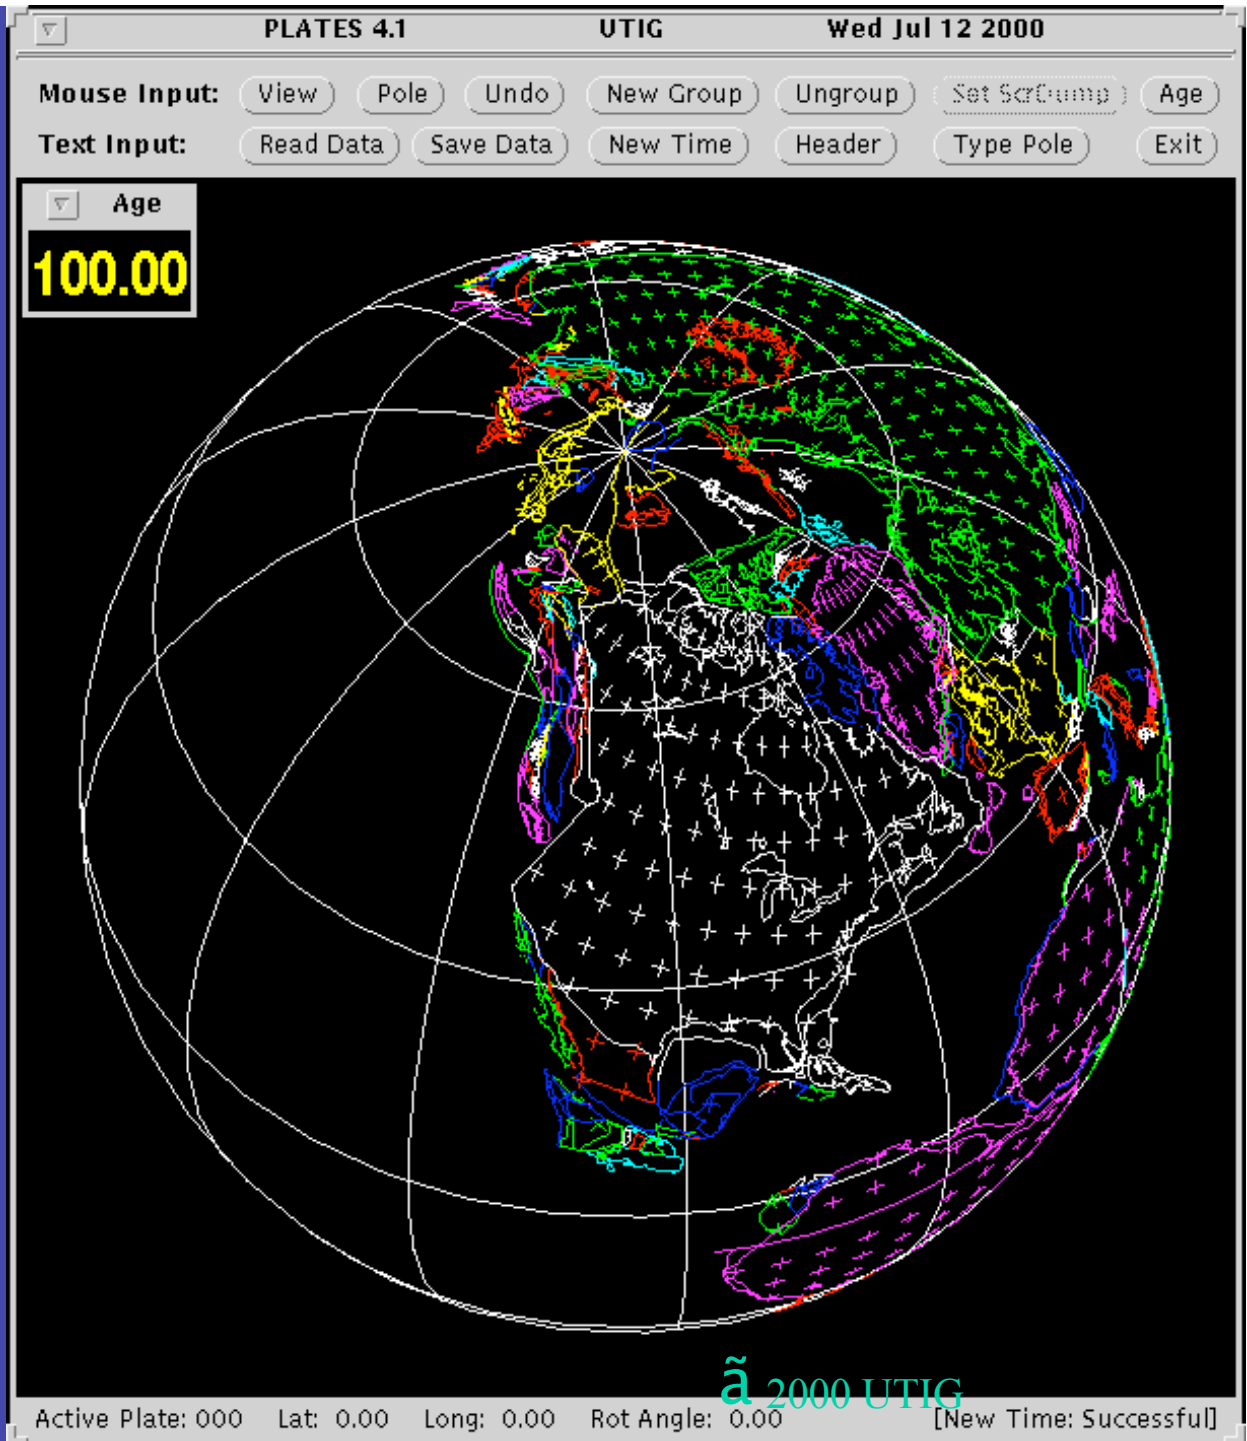 PLATES 4.1 UTIG Wed Jul 12 2000
Mouse Input: View Pole Undo New Group Ungroup Set ScrDump Age
Text Input: Read Data Save Data New Time Header Type Pole Exit
Age
100.00
ã 2000 UTIG
Active Plate: 000 Lat: 0.00 Long: 0.00 Rot Angle: 0.00 [New Time: Successful]